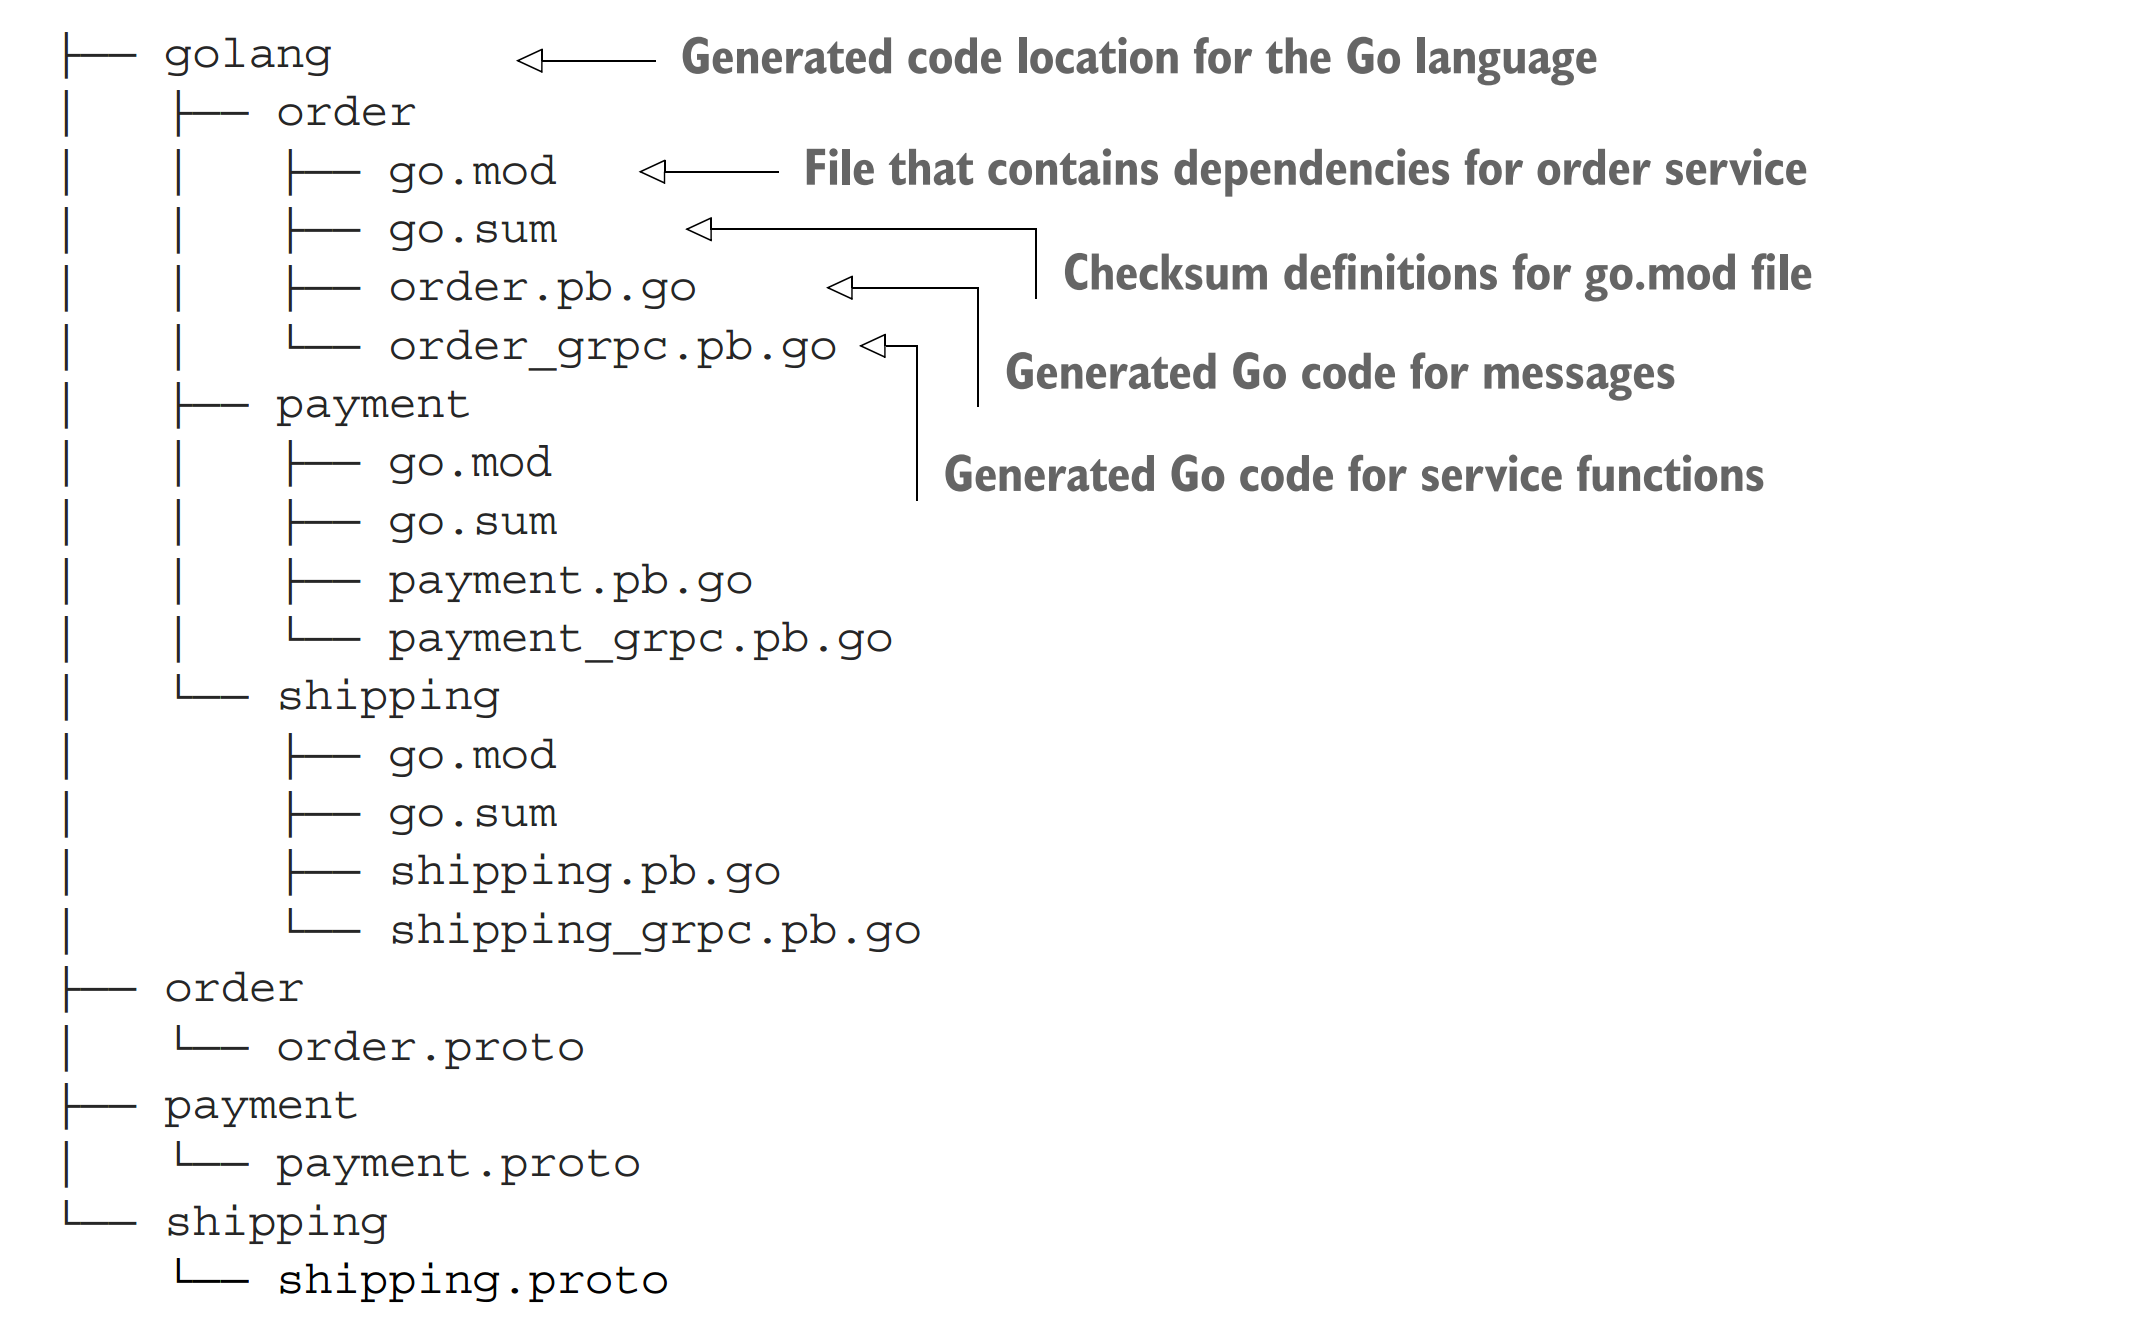 ├── golang Generated code location for the Go language
│   ├── order
│   │   ├── go.mod File that contains dependencies for order service
│   │   ├── go.sum Checksum definitions for go.mod file
│   │   ├── order.pb.go Generated Go code for messages
│   │   └── order_grpc.pb.go Generated Go code for service functions
│   ├── payment
│   │   ├── go.mod
│   │   ├── go.sum
│   │   ├── payment.pb.go
│   │   └── payment_grpc.pb.go
│   └── shipping
│       ├── go.mod
│       ├── go.sum
│       ├── shipping.pb.go
│       └── shipping_grpc.pb.go
├── order
│   └── order.proto
├── payment
│   └── payment.proto
└── shipping
    └── shipping.proto